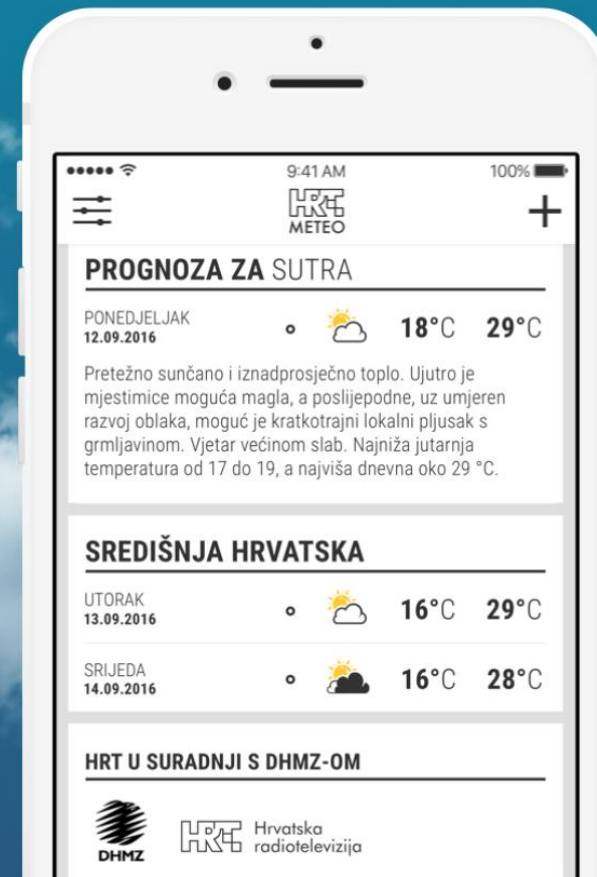 9:41 AM 100%
HRT
METEO
PROGNOZA ZA SUTRA
PONEDJELJAK
12.09.2016
18°C 29°C
Pretežno sunčano i iznadprosječno toplo. Ujutro je
mjestimice moguća magla, a poslijepodne, uz umjeren
razvoj oblaka, moguć je kratkotrajni lokalni pljusak s
grmljavinom. Vjetar većinom slab. Najniža jutarnja
temperatura od 17 do 19, a najviša dnevna oko 29 °C.
SREDIŠNJA HRVATSKA
UTORAK
13.09.2016
16°C 29°C
SRIJEDA
14.09.2016
16°C 28°C
HRT U SURADNJI S DHMZ-OM
DHMZ
HRT Hrvatska
radiotelevizija